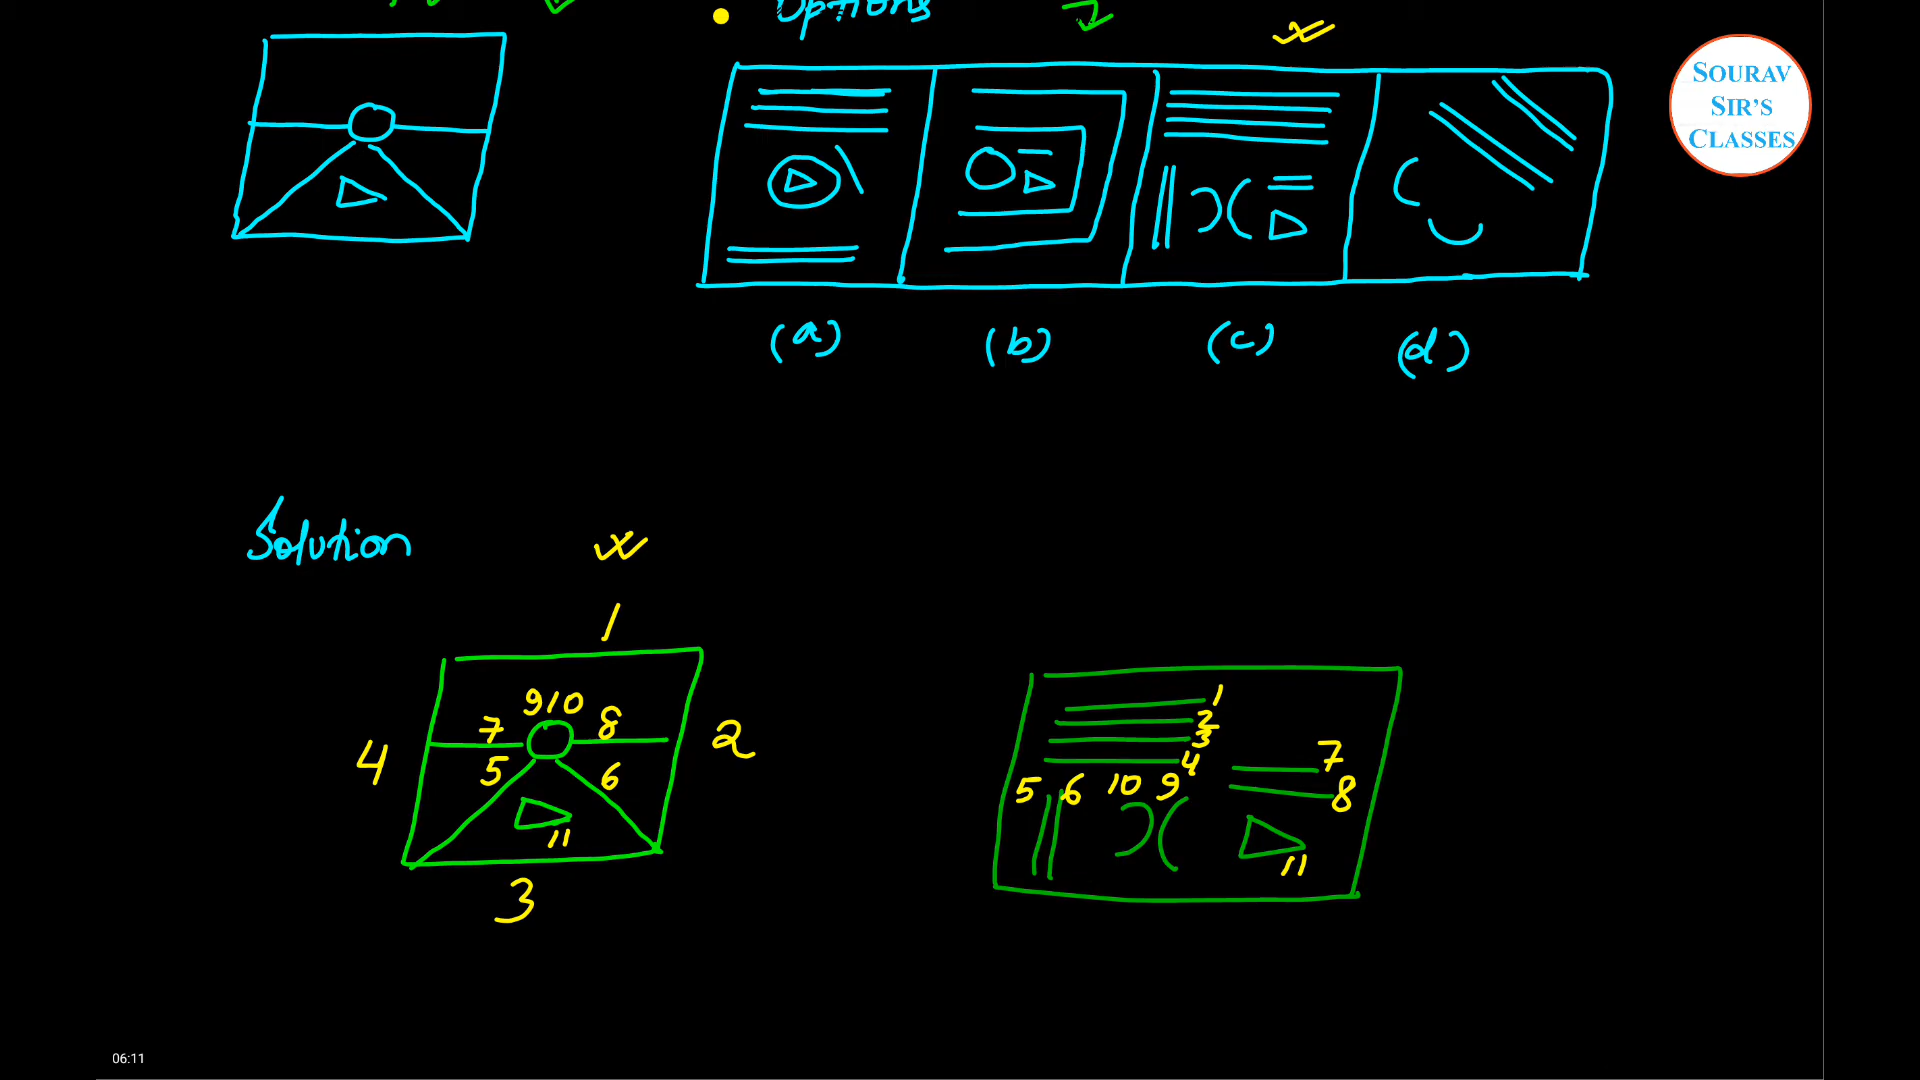 Options
SOURAV
SIR'S
CLASSES
(a) (b) (c) (d)
Solution
1
9 10
7 8
4 2
5 6
11
3
1
2
3
4 7
5 6 10 9 8
11
06:11